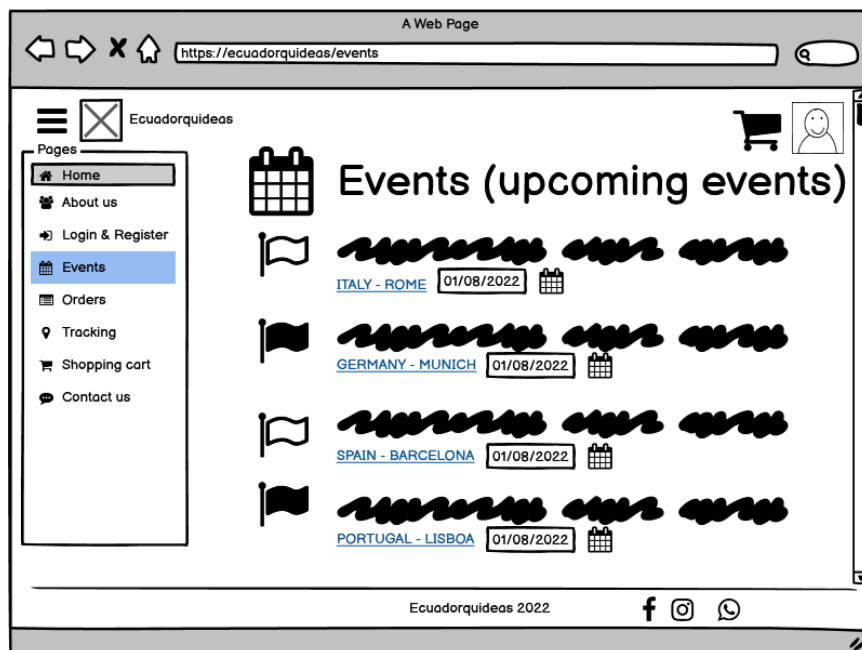 A Web Page
https://ecuadorquideas/events
Ecuadorquideas
Pages
Home
About us
Login & Register
Events
Orders
Tracking
Shopping cart
Contact us
Events (upcoming events)
ITALY - ROME 01/08/2022
GERMANY - MUNICH 01/08/2022
SPAIN - BARCELONA 01/08/2022
PORTUGAL - LISBOA 01/08/2022
Ecuadorquideas 2022